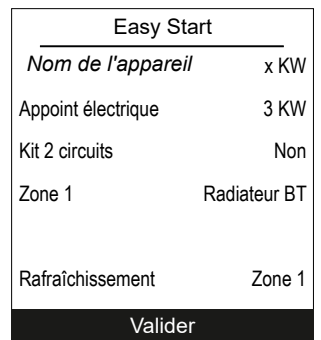 Easy Start
Nom de l'appareil x KW
Appoint électrique 3 KW
Kit 2 circuits Non
Zone 1 Radiateur BT
Rafraîchissement Zone 1
Valider